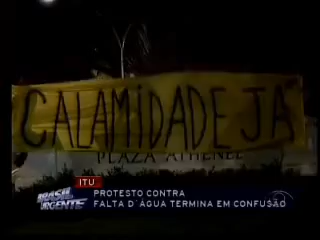 CALAMIDADE JÁ
PLAZA ATHENEE
ITU
BRASIL
URGENTE
PROTESTO CONTRA
FALTA D´ÁGUA TERMINA EM CONFUSÃO